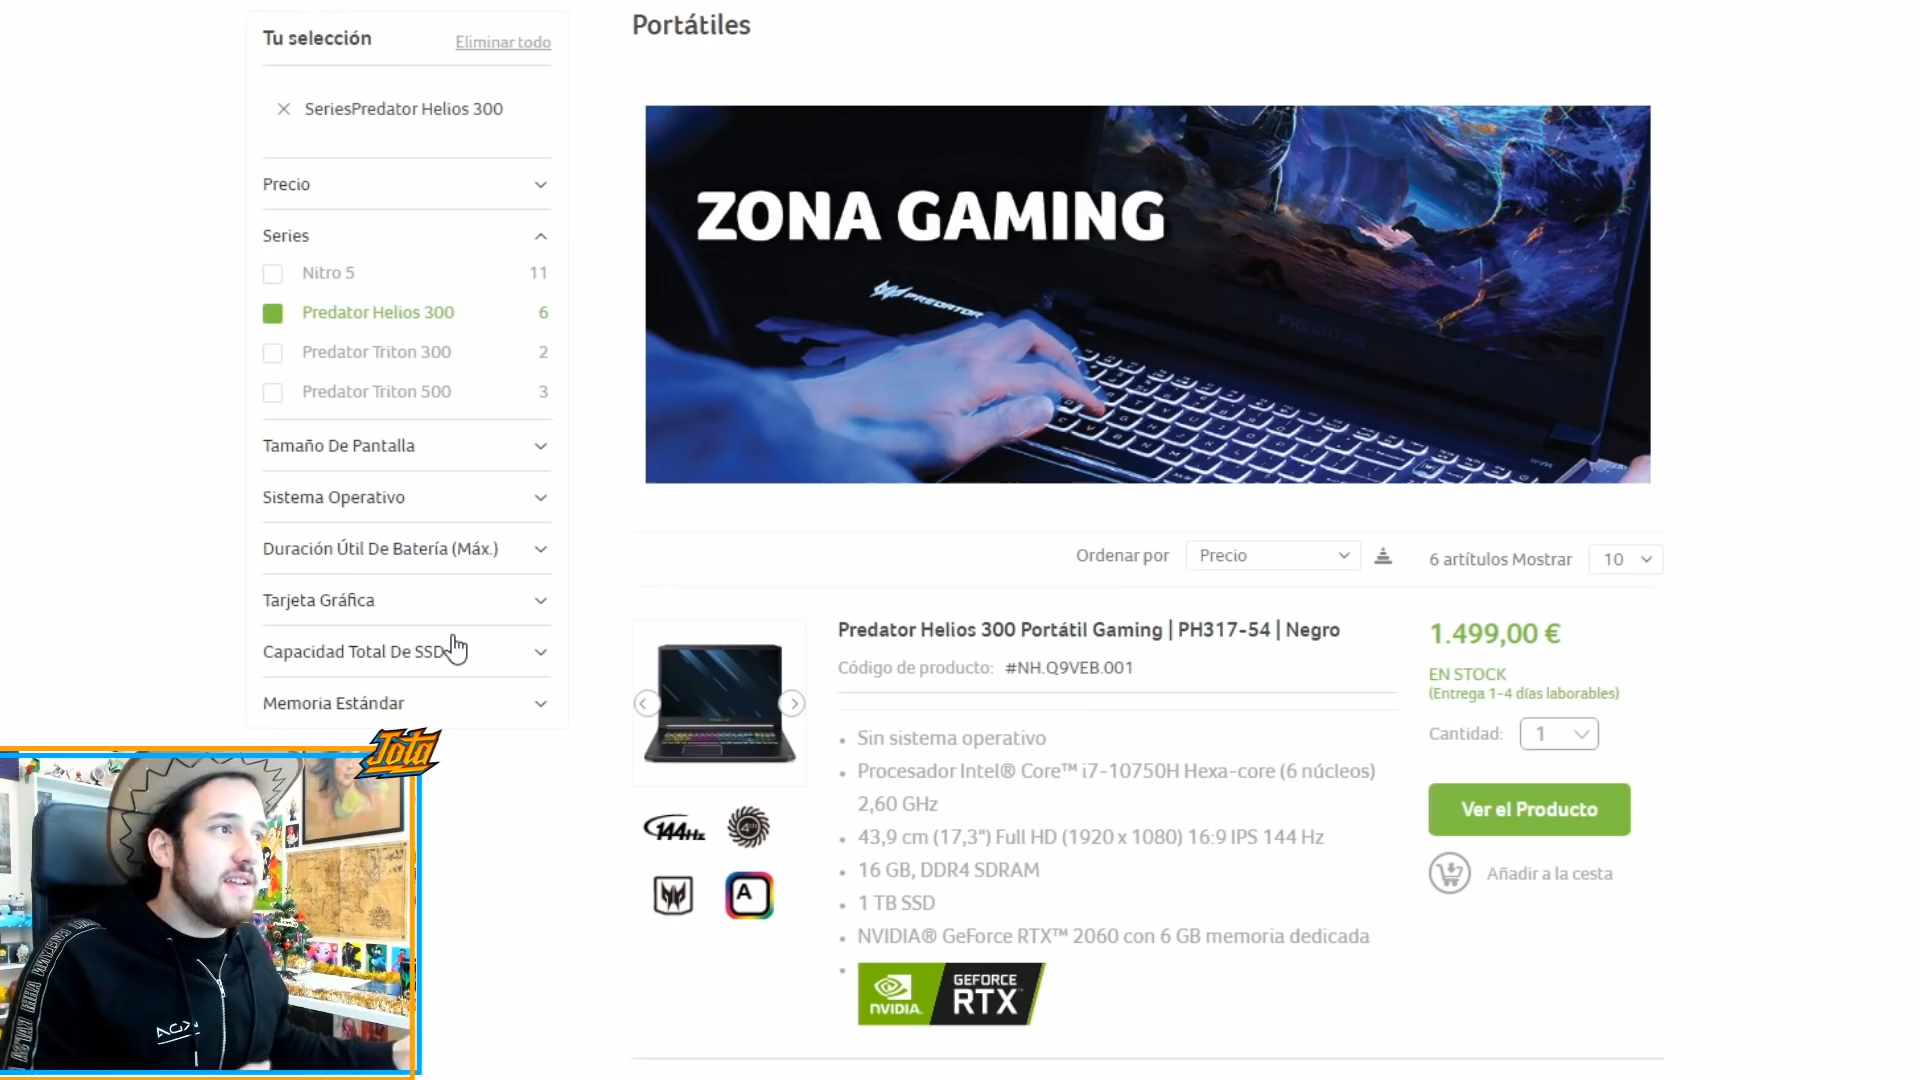 Tu selección
Eliminar todo
SeriesPredator Helios 300
Precio
Series
Nitro 5 11
Predator Helios 300 6
Predator Triton 300 2
Predator Triton 500 3
Tamaño De Pantalla
Sistema Operativo
Duración Útil De Batería (Máx.)
Tarjeta Gráfica
Capacidad Total De SSD
Memoria Estándar
Portátiles
ZONA GAMING
PREDATOR
PREDATOR
Ordenar por Precio
6 artítulos Mostrar 10
Predator Helios 300 Portátil Gaming | PH317-54 | Negro
Código de producto: #NH.Q9VEB.001
Sin sistema operativo
Procesador Intel® Core™ i7-10750H Hexa-core (6 núcleos)
2,60 GHz
43,9 cm (17,3") Full HD (1920 x 1080) 16:9 IPS 144 Hz
16 GB, DDR4 SDRAM
1 TB SSD
NVIDIA® GeForce RTX™ 2060 con 6 GB memoria dedicada
NVIDIA.
GEFORCE
RTX
144Hz
4th
A
1.499,00 €
EN STOCK
(Entrega 1-4 días laborables)
Cantidad: 1
Ver el Producto
Añadir a la cesta
Jota